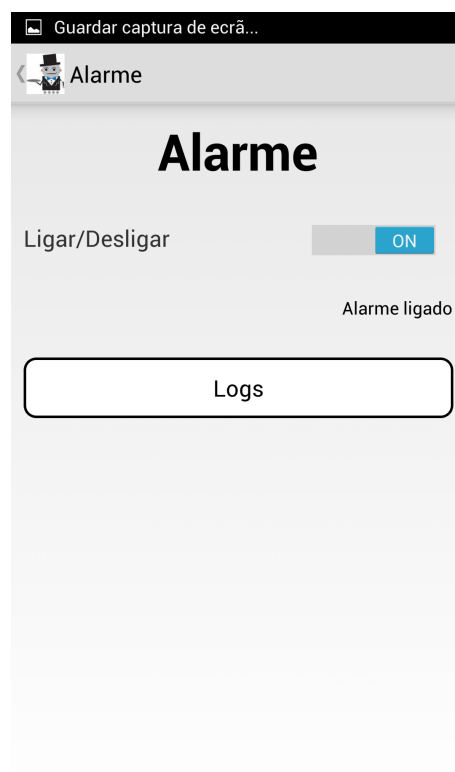 Guardar captura de ecrã...
Alarme
Alarme
Ligar/Desligar
ON
Alarme ligado
Logs